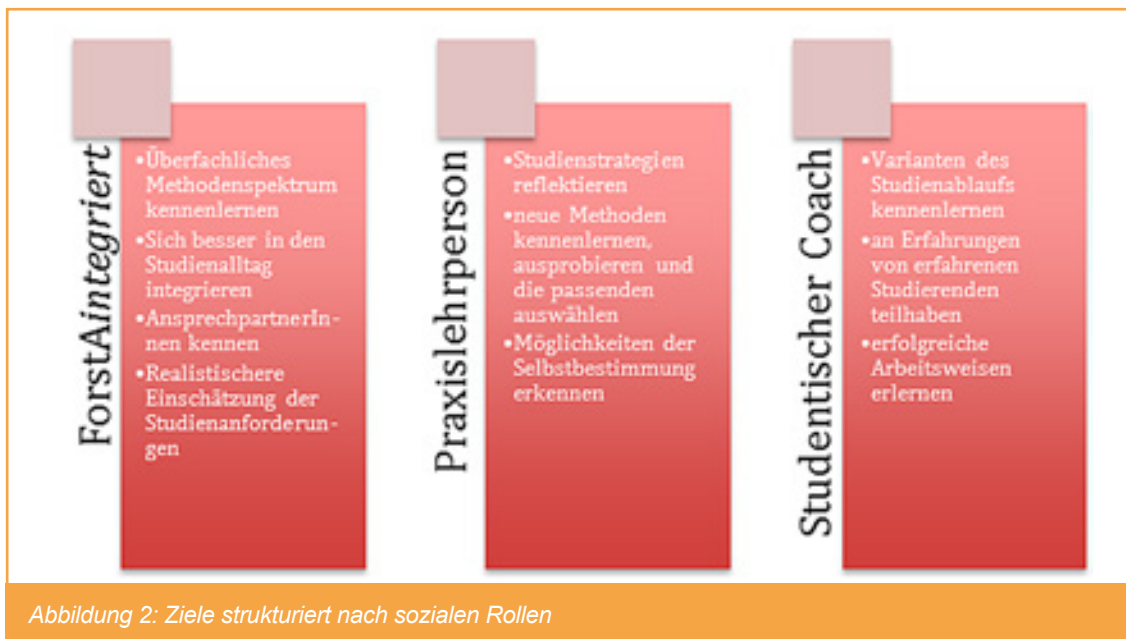 ForstAintegriert
•Überfachliches
Methodenspektrum
kennenlernen
•Sich besser in den
Studienalltag
integrieren
•AnsprechpartnerIn-
nen kennen
•Realistischere
Einschätzung der
Studienanforderun-
gen
Praxislehrperson
•Studienstrategien
reflektieren
•neue Methoden
kennenlernen,
ausprobieren und
die passenden
auswählen
•Möglichkeiten der
Selbstbestimmung
erkennen
Studentischer Coach
•Varianten des
Studienablaufs
kennenlernen
•an Erfahrungen
von erfahrenen
Studierenden
teilhaben
•erfolgreiche
Arbeitsweisen
erlernen
Abbildung 2: Ziele strukturiert nach sozialen Rollen